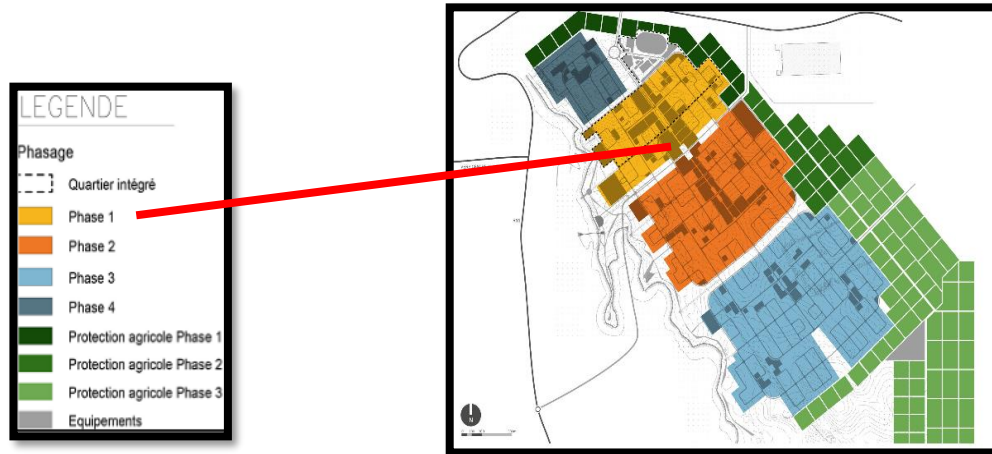 LEGENDE
Phasage
Quartier intégré
Phase 1
Phase 2
Phase 3
Phase 4
Protection agricole Phase 1
Protection agricole Phase 2
Protection agricole Phase 3
Equipements
N